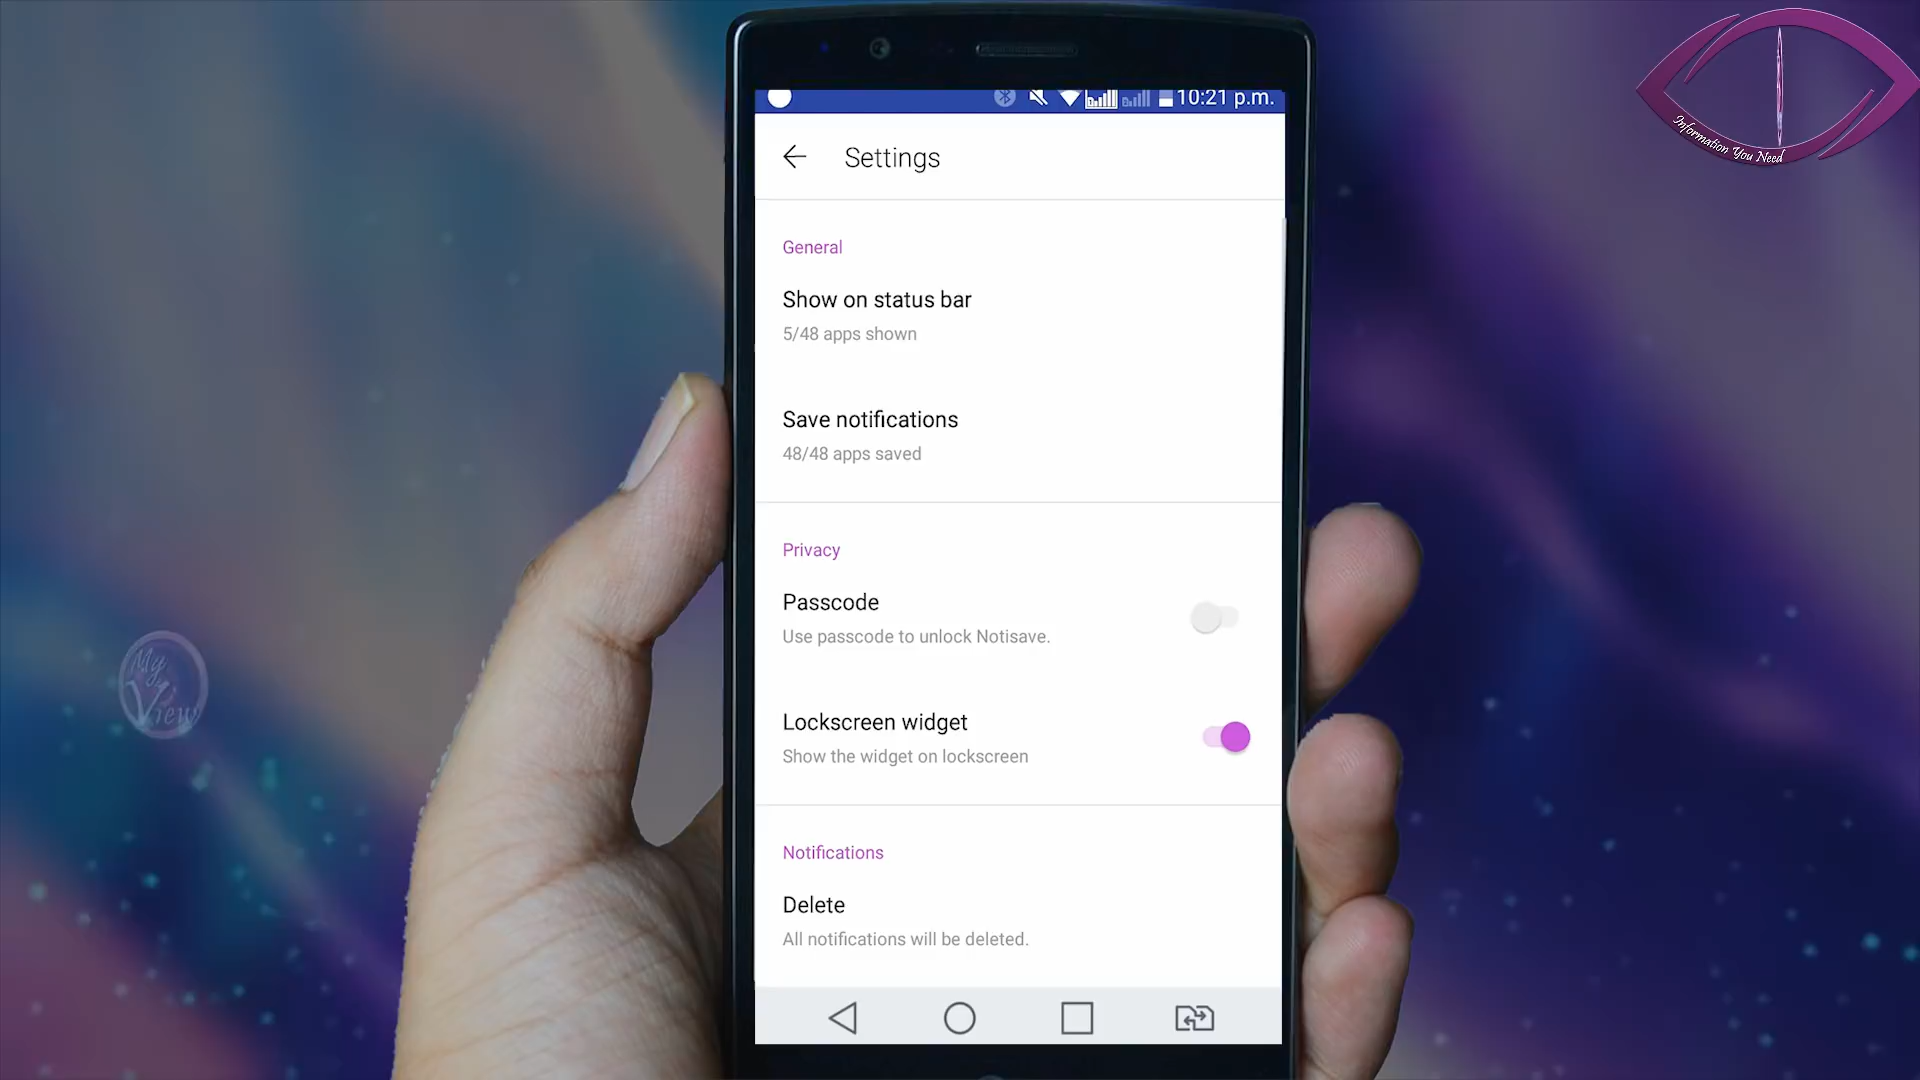 10:21 p.m.
Settings
General
Show on status bar
5/48 apps shown
Save notifications
48/48 apps saved
Privacy
Passcode
Use passcode to unlock Notisave.
Lockscreen widget
Show the widget on lockscreen
Notifications
Delete
All notifications will be deleted.
Information You Need
My
View